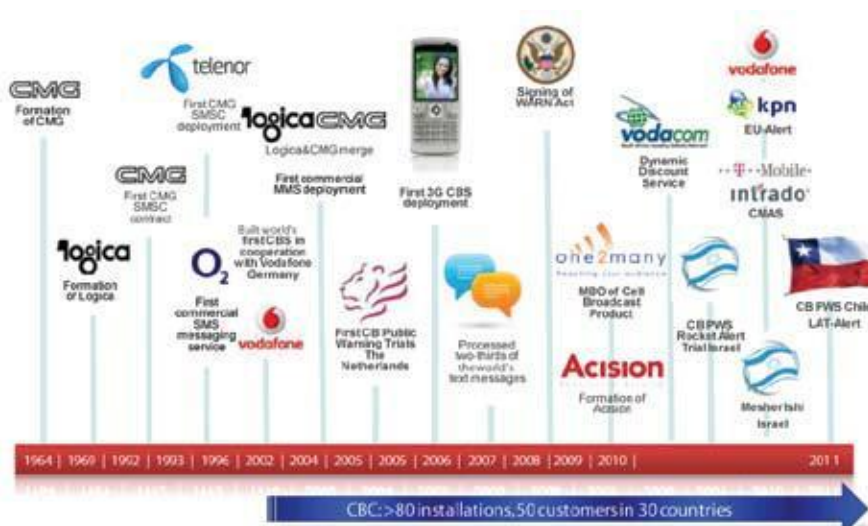 CMG
Formation
of CMG
logica
Formation
of Logica
CMG
First CMG
SMSC
contract
telenor
First CMG
SMSC
deployment
O2
First
commercial
SMS
messaging
service
Built world's
first CBS in
cooperation
with Vodafone
Germany
vodafone
logicaCMG
Logica&CMG merge
First commercial
MMS deployment
First CB Public
Warning Trials
The
Netherlands
First 3G CBS
deployment
Processed
two-thirds of
the world's
text messages
Signing of
WARN Act
one2many
MBO of Cell
Broadcast
Product
Acision
Formation of
Acision
vodacom
Dynamic
Discount
Service
CB PWS
Rocket Alert
Trial Israel
vodafone
kpn
EU-Alert
T-Mobile
intrado
CMAS
Israel
CB PWS Chile
LAT-Alert
1964 | 1969 | 1992 | 1993 | 1996 | 2002 | 2004 | 2005 | 2005 | 2006 | 2007 | 2008 | 2009 | 2010 | 2011
CBC: >80 installations, 50 customers in 30 countries